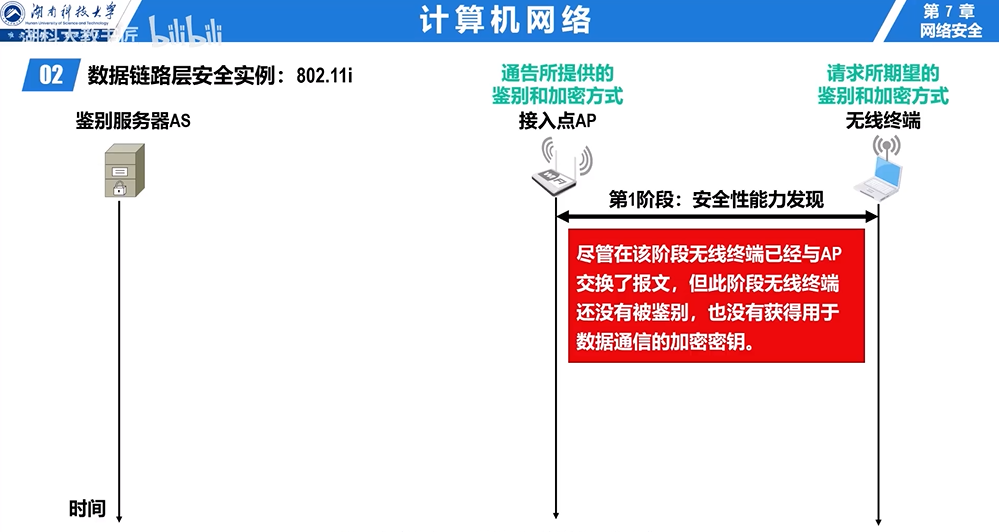 湖南科技大学
Hunan University of Science and Technology
湖科大教书匠
bilibili
计算机网络
第 7 章
网络安全
02 数据链路层安全实例：802.11i
通告所提供的
鉴别和加密方式
请求所期望的
鉴别和加密方式
鉴别服务器AS
接入点AP
无线终端
第1阶段：安全性能力发现
尽管在该阶段无线终端已经与AP
交换了报文，但此阶段无线终端
还没有被鉴别，也没有获得用于
数据通信的加密密钥。
时间